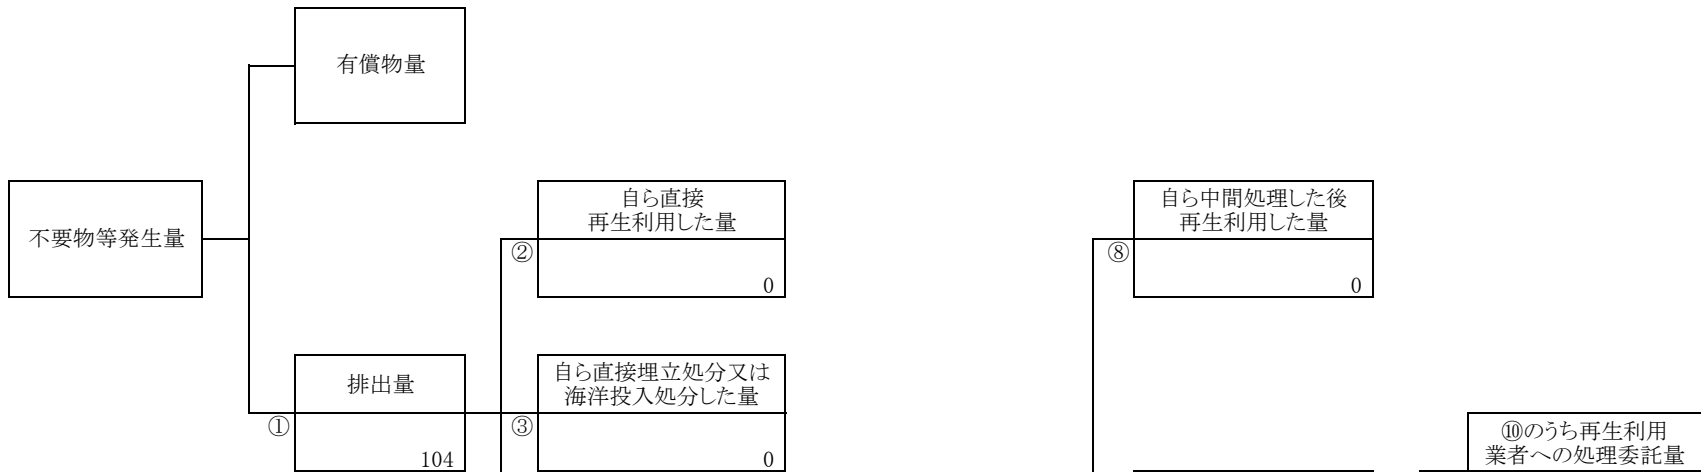 有償物量
不要物等発生量
自ら直接
再生利用した量
②
0
自ら中間処理した後
再生利用した量
⑧
0
排出量
①
104
自ら直接埋立処分又は
海洋投入処分した量
③
0
⑩のうち再生利用
業者への処理委託量